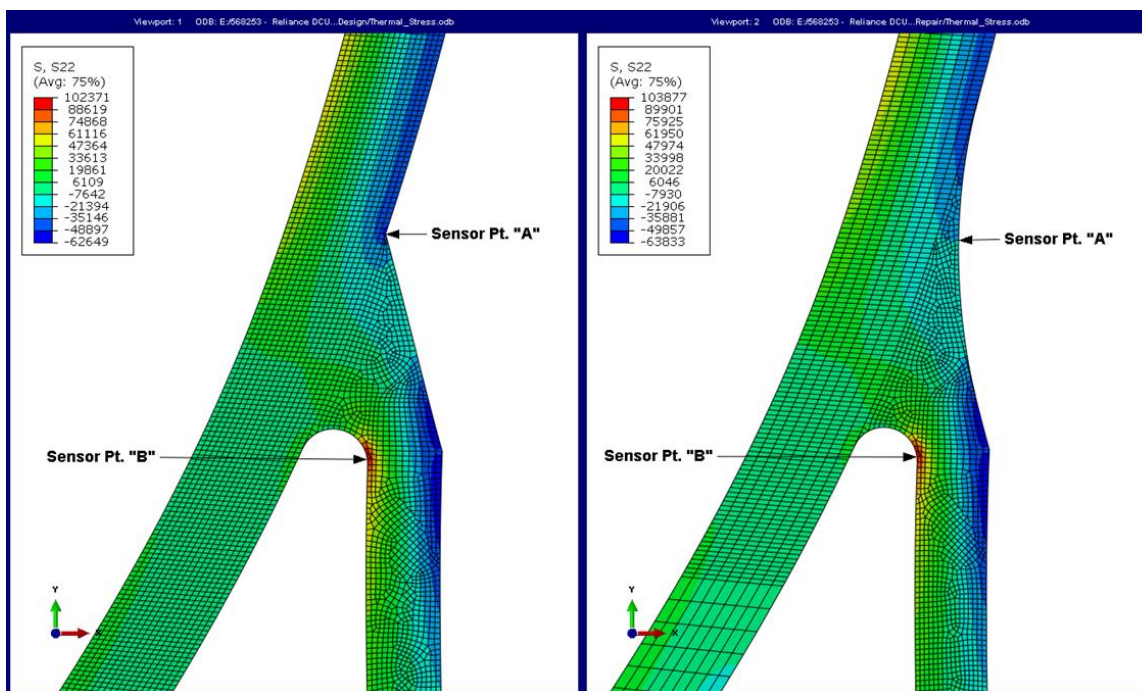 Viewport: 1 ODB: E:/568253 - Reliance DCU...Design/Thermal_Stress.odb
S, S22
(Avg: 75%)
102371
88619
74868
61116
47364
33613
19861
6109
-7642
-21394
-35146
-48897
-62649
Sensor Pt. "A"
Sensor Pt. "B"
Y
X
Viewport: 2 ODB: E:/568253 - Reliance DCU...Repair/Thermal_Stress.odb
S, S22
(Avg: 75%)
103877
89901
75925
61950
47974
33998
20022
6046
-7930
-21906
-35881
-49857
-63833
Sensor Pt. "A"
Sensor Pt. "B"
Y
X